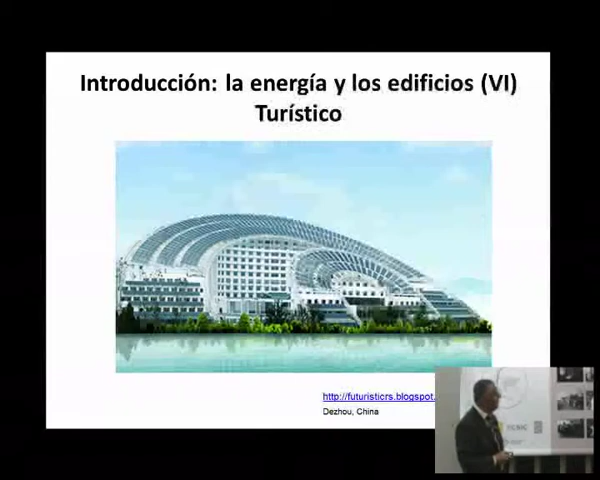 Introducción: la energía y los edificios (VI)
Turístico
http://futuristicrs.blogspot.
Dezhou, China